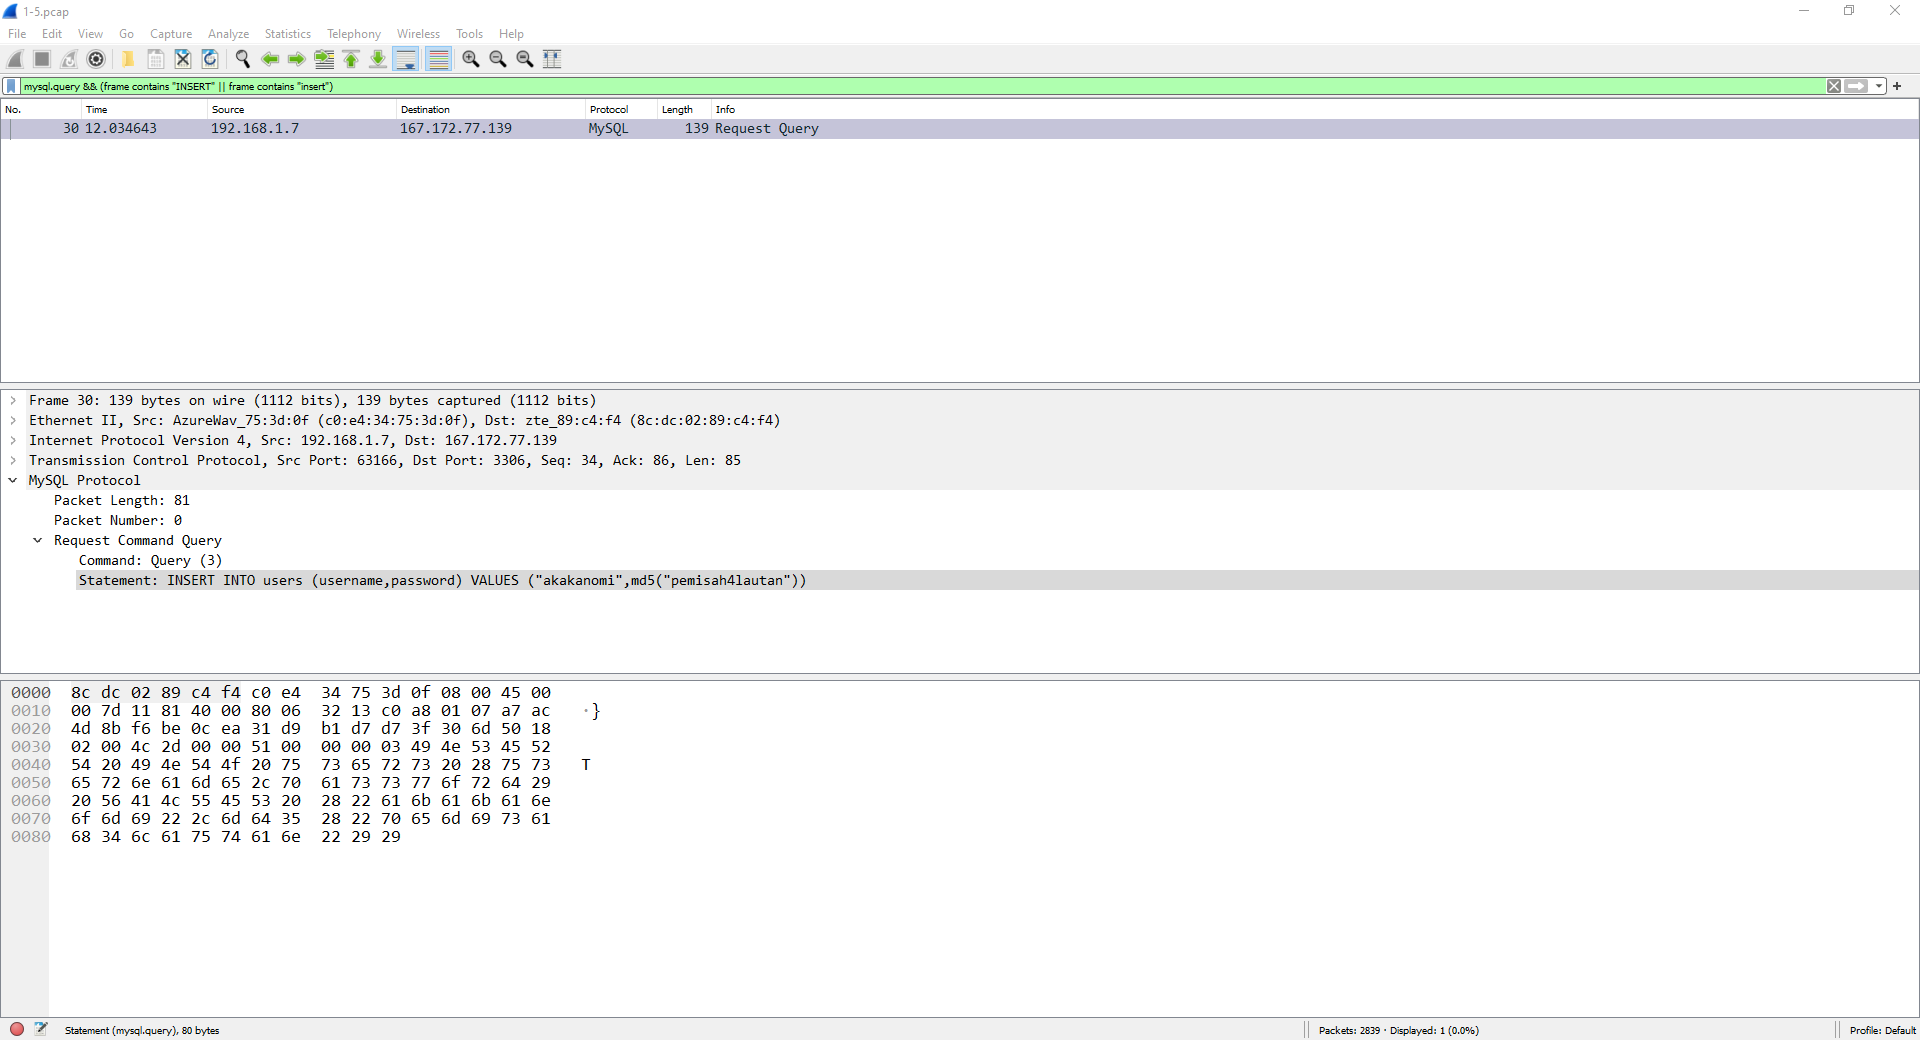 1-5.pcap
File Edit View Go Capture Analyze Statistics Telephony Wireless Tools Help
mysql.query && (frame contains "INSERT" || frame contains "insert")
No. Time Source Destination Protocol Length Info
30 12.034643 192.168.1.7 167.172.77.139 MySQL 139 Request Query
Frame 30: 139 bytes on wire (1112 bits), 139 bytes captured (1112 bits)
Ethernet II, Src: AzureWav_75:3d:0f (c0:e4:34:75:3d:0f), Dst: zte_89:c4:f4 (8c:dc:02:89:c4:f4)
Internet Protocol Version 4, Src: 192.168.1.7, Dst: 167.172.77.139
Transmission Control Protocol, Src Port: 63166, Dst Port: 3306, Seq: 34, Ack: 86, Len: 85
MySQL Protocol
Packet Length: 81
Packet Number: 0
Request Command Query
Command: Query (3)
Statement: INSERT INTO users (username,password) VALUES ("akakanomi",md5("pemisah4lautan"))
0000 8c dc 02 89 c4 f4 c0 e4 34 75 3d 0f 08 00 45 00
0010 00 7d 11 81 40 00 80 06 32 13 c0 a8 01 07 a7 ac ·}
0020 4d 8b f6 be 0c ea 31 d9 b1 d7 d7 3f 30 6d 50 18
0030 02 00 4c 2d 00 00 51 00 00 00 03 49 4e 53 45 52
0040 54 20 49 4e 54 4f 20 75 73 65 72 73 20 28 75 73 T
0050 65 72 6e 61 6d 65 2c 70 61 73 73 77 6f 72 64 29
0060 20 56 41 4c 55 45 53 20 28 22 61 6b 61 6b 61 6e
0070 6f 6d 69 22 2c 6d 64 35 28 22 70 65 6d 69 73 61
0080 68 34 6c 61 75 74 61 6e 22 29 29
Statement (mysql.query), 80 bytes
Packets: 2839 · Displayed: 1 (0.0%)
Profile: Default